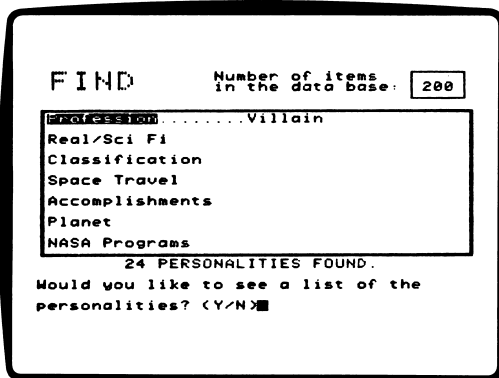 FIND
Number of items
in the data base: 200
Profession........Villain
Real/Sci Fi
Classification
Space Travel
Accomplishments
Planet
NASA Programs
24 PERSONALITIES FOUND.
Would you like to see a list of the
personalities? (Y/N)